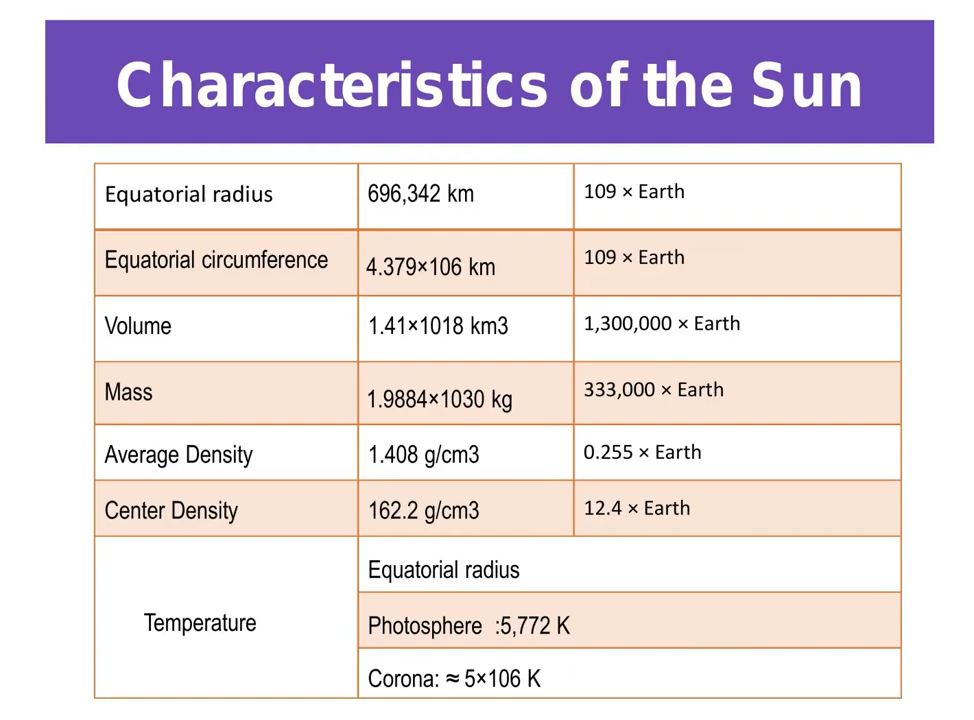 Characteristics of the Sun
Equatorial radius 696,342 km 109 × Earth
Equatorial circumference 4.379×106 km 109 × Earth
Volume 1.41×1018 km3 1,300,000 × Earth
Mass 1.9884×1030 kg 333,000 × Earth
Average Density 1.408 g/cm3 0.255 × Earth
Center Density 162.2 g/cm3 12.4 × Earth
Temperature
Equatorial radius
Photosphere :5,772 K
Corona: ≈ 5×106 K